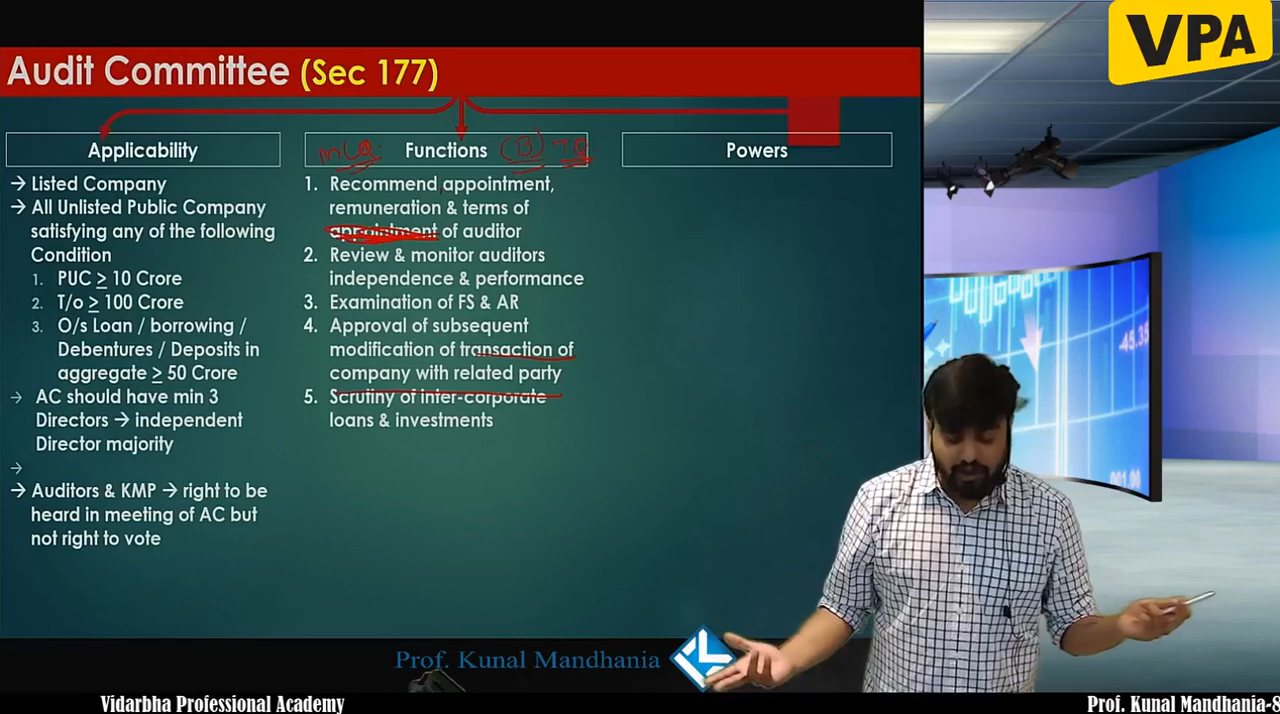 VPA
Audit Committee (Sec 177)
Applicability
→ Listed Company
→ All Unlisted Public Company
satisfying any of the following
Condition
1. PUC ≥ 10 Crore
2. T/o ≥ 100 Crore
3. O/s Loan / borrowing /
Debentures / Deposits in
aggregate ≥ 50 Crore
→ AC should have min 3
Directors → independent
Director majority
→
→ Auditors & KMP → right to be
heard in meeting of AC but
not right to vote
MCQ Functions (B)
1. Recommend appointment,
remuneration & terms of
appointment of auditor
2. Review & monitor auditors
independence & performance
3. Examination of FS & AR
4. Approval of subsequent
modification of transaction of
company with related party
5. Scrutiny of inter-corporate
loans & investments
Powers
-45.35
Prof. Kunal Mandhania
Vidarbha Professional Academy
Prof. Kunal Mandhania-8